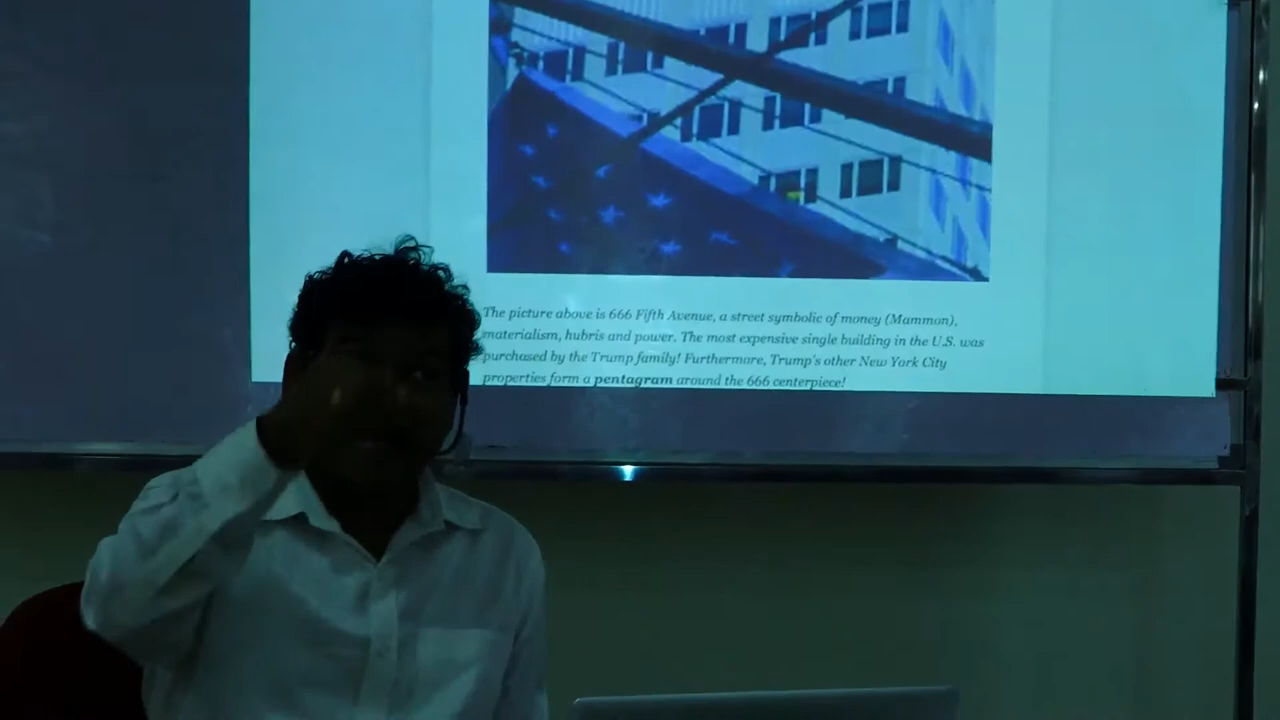 The picture above is 666 Fifth Avenue, a street symbolic of money (Mammon),
materialism, hubris and power. The most expensive single building in the U.S. was
purchased by the Trump family! Furthermore, Trump's other New York City
properties form a pentagram around the 666 centerpiece!